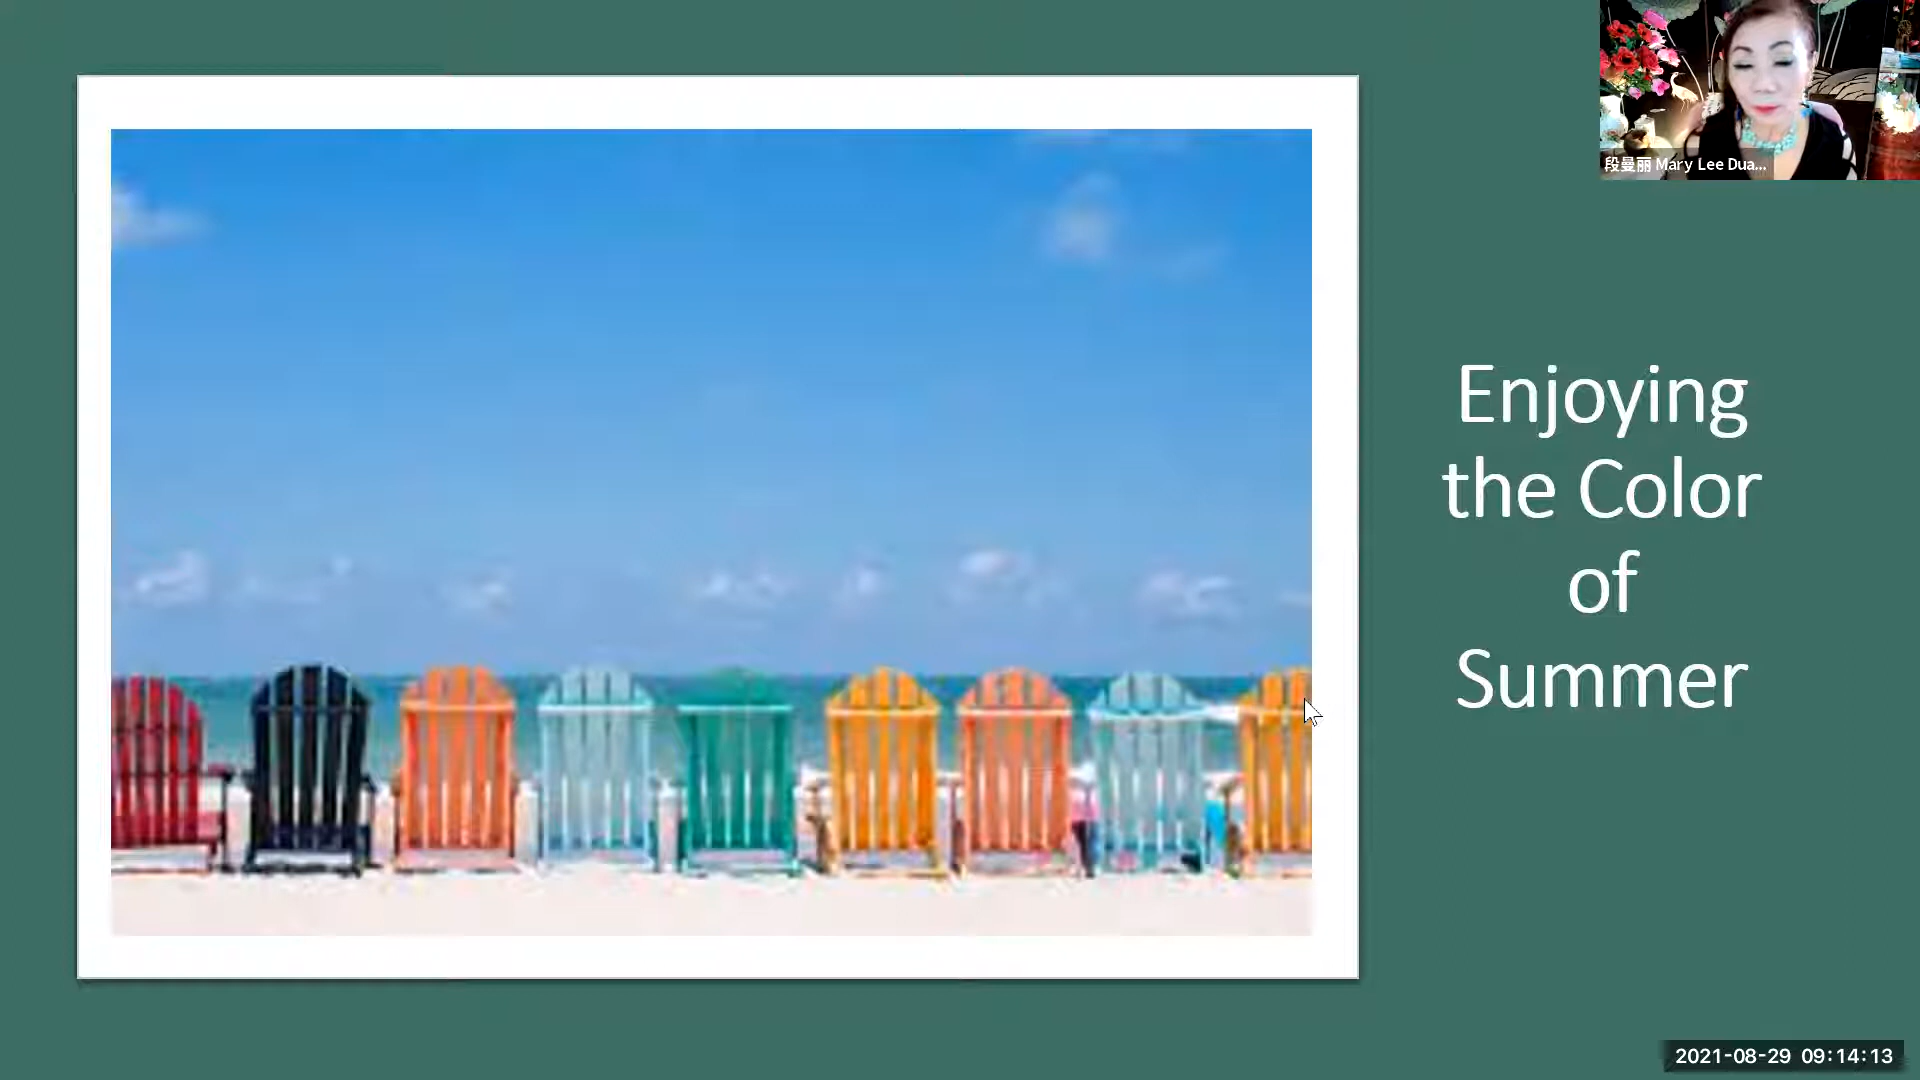 段曼丽 Mary Lee Dua...
Enjoying
the Color
of
Summer
2021-08-29 09:14:13